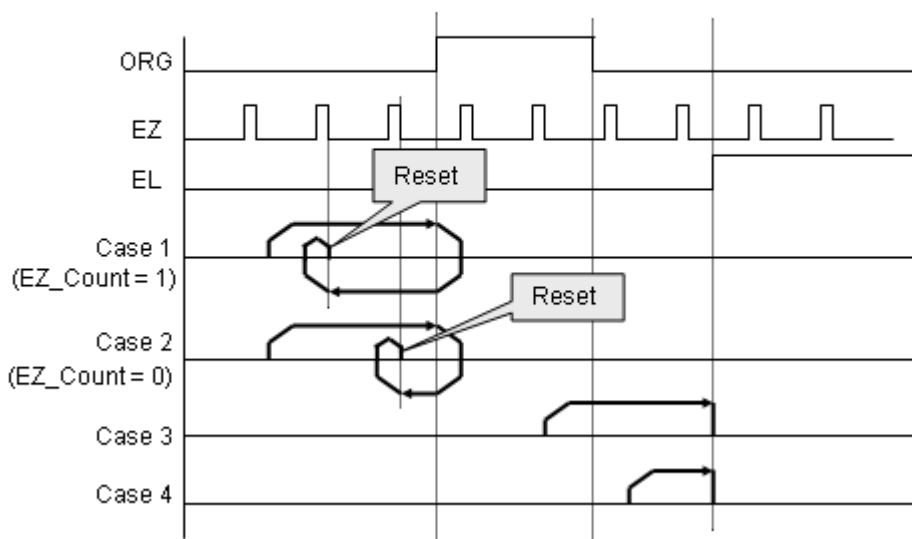 ORG
EZ
EL
Reset
Case 1
(EZ_Count = 1)
Reset
Case 2
(EZ_Count = 0)
Case 3
Case 4